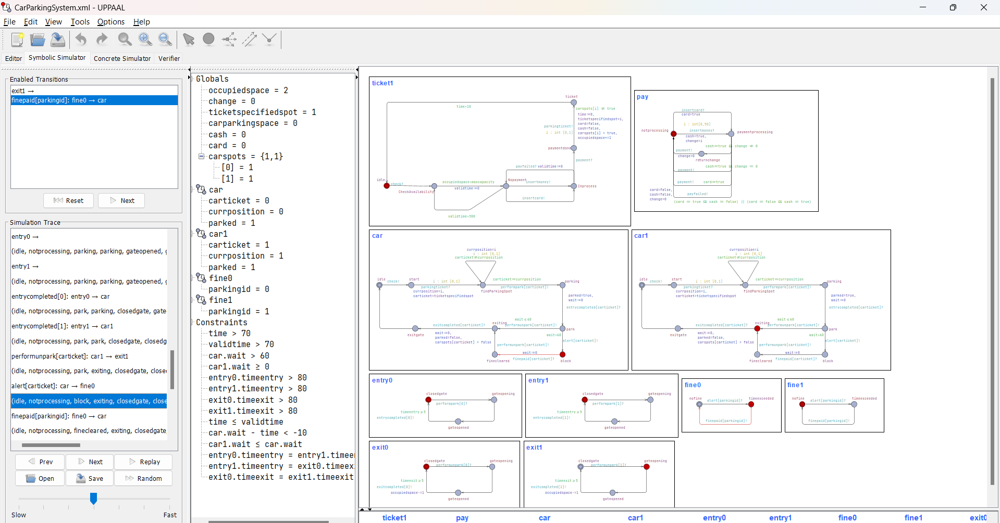 CarParkingSystem.xml - UPPAAL
File Edit View Tools Options Help
Editor Symbolic Simulator Concrete Simulator Verifier
Enabled Transitions
exit1 →
finepaid[parkingid]: fine0 → car
Reset Next
Simulation Trace
entry0 →
(idle, notprocessing, parking, parking, gateopened, g
entry1 →
(idle, notprocessing, parking, parking, gateopened, g
entrycompleted[0]: entry0 → car
(idle, notprocessing, park, parking, closedgate, gate
entrycompleted[1]: entry1 → car1
(idle, notprocessing, park, park, closedgate, closedg
performunpark[carticket]: car1 → exit1
(idle, notprocessing, park, exiting, closedgate, close
alert[carticket]: car → fine0
(idle, notprocessing, block, exiting, closedgate, close
finepaid[parkingid]: fine0 → car
(idle, notprocessing, finecleared, exiting, closedgate,
Prev Next Replay
Open Save Random
Slow Fast
Globals
occupiedspace = 2
change = 0
ticketspecifiedspot = 1
carparkingspace = 0
cash = 0
card = 0
carspots = {1,1}
[0] = 1
[1] = 1
car
carticket = 0
currposition = 0
parked = 1
car1
carticket = 1
currposition = 1
parked = 1
fine0
parkingid = 0
fine1
parkingid = 1
Constraints
time > 70
validtime > 70
car.wait > 60
car1.wait ≥ 0
entry0.timeentry > 80
entry1.timeentry > 80
exit0.timeexit > 80
exit1.timeexit > 80
time ≤ validtime
car.wait - time < -10
car1.wait ≤ car.wait
entry0.timeentry = entry1.timee
entry1.timeentry = exit0.timeex
exit0.timeexit = exit1.timeexit
ticket1
ticket
time>10
carspots[i] ≠ true
time:=0,
ticketspecifiedspot=i,
card=false,
cash=false,
carspots[i] = true,
occupiedspace+=1
parkingticket!
i : int [0,1]
paymentdone
payment?
payfailed? validtime:=0
idle
check?
CheckAvailability
occupiedspace<maxcapacity
validtime:=0
Nopayment
insertmoney!
Inprocess
insertcard!
validtime>300
pay
insertcard?
card=true
i : int[0,50]
notprocessing
insertmoney?
paymentprocessing
cash=true,
change=i
cash==true && change ≠ 0
payment!
change=0
returnchange
cash==true && change == 0
payment!
payment! card==true
card=false,
cash=false,
change=0
payfailed!
(card == true && cash == false) || (card == false && cash == true)
car
currposition=i
i : int [0,1]
carticket≠currposition
idle
check!
start
i : int [0,1]
carticket==currposition
parkingticket?
currposition=i,
carticket=ticketspecifiedspot
findParkingSpot
performpark[carticket]!
parking
parked=true,
wait:=0
entrycompleted[carticket]?
wait≤60
exitcompleted[carticket]?
exiting
performunpark[carticket]!
park
exitgate
wait:=0,
parked=false,
carspots[carticket] = false
wait>60
alert[carticket]!
performunpark[carticket]!
wait:=0
finecleared
finepaid[carticket]?
block
car1
currposition=i
i : int [0,1]
carticket≠currposition
idle
check!
start
i : int [0,1]
carticket==currposition
parkingticket?
currposition=i,
carticket=ticketspecifiedspot
findParkingSpot
performpark[carticket]!
parking
parked=true,
wait:=0
entrycompleted[carticket]?
wait≤60
exitcompleted[carticket]?
exiting
performunpark[carticket]!
park
exitgate
wait:=0,
parked=false,
carspots[carticket] = false
wait>60
alert[carticket]!
performunpark[carticket]!
wait:=0
finecleared
finepaid[carticket]?
block
entry0
closedgate
gateopening
performpark[0]?
timeentry≥5
entrycompleted[0]!
gateopened
entry1
closedgate
gateopening
performpark[1]?
timeentry≥5
entrycompleted[1]!
gateopened
fine0
nofine
alert[parkingid]?
timeexceeded
finepaid[parkingid]!
fine1
nofine
alert[parkingid]?
timeexceeded
finepaid[parkingid]!
exit0
closedgate
gateopening
performunpark[0]?
timeexit≥5
exitcompleted[0]!
occupiedspace-=1
gateopened
exit1
closedgate
gateopening
performunpark[1]?
timeexit≥5
exitcompleted[1]!
occupiedspace-=1
gateopened
ticket1 pay car car1 entry0 entry1 fine0 fine1 exit0